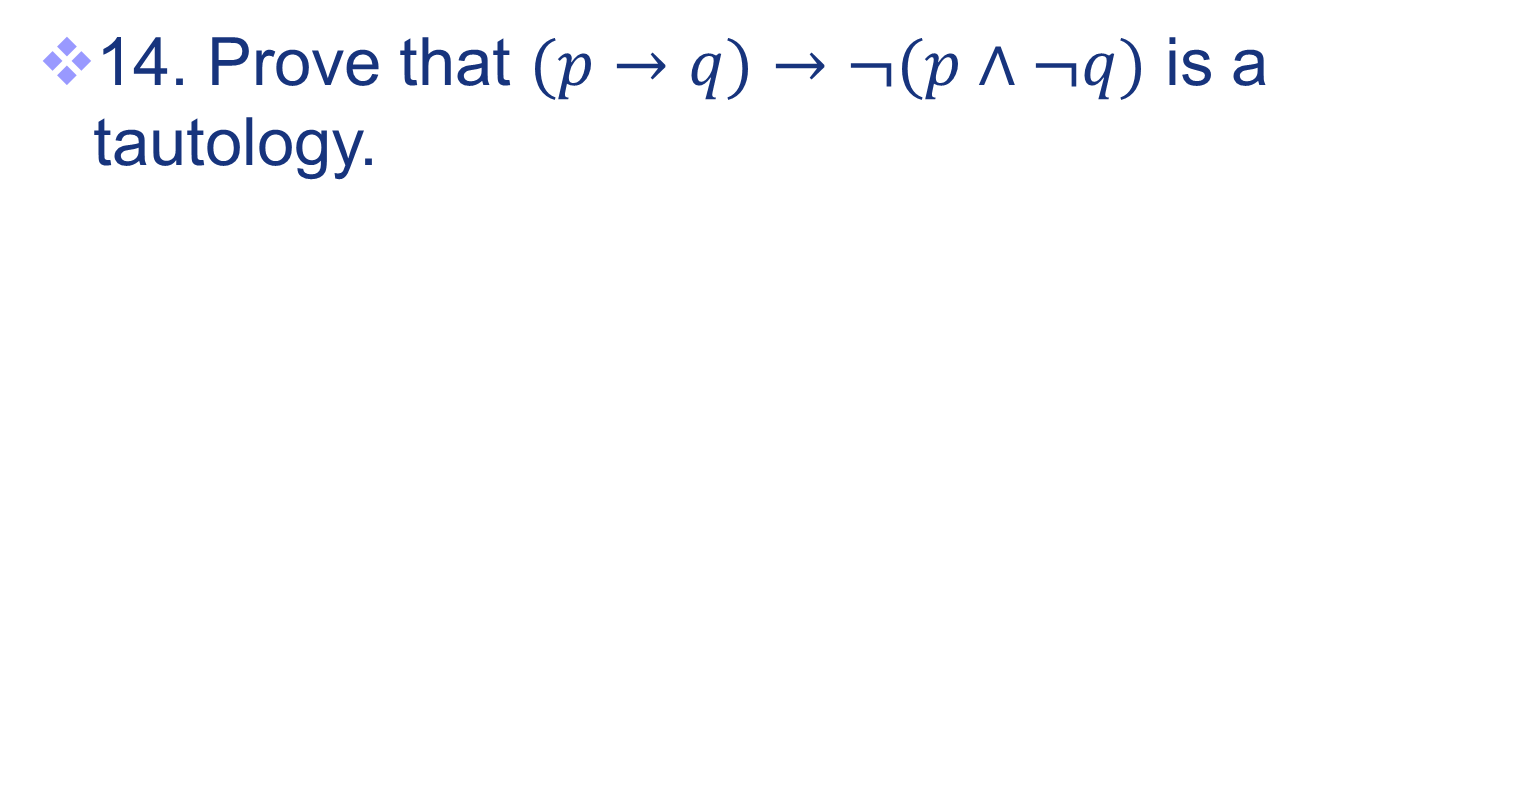 ❖14. Prove that (𝑝 → 𝑞) → ¬(𝑝 ∧ ¬𝑞) is a
tautology.